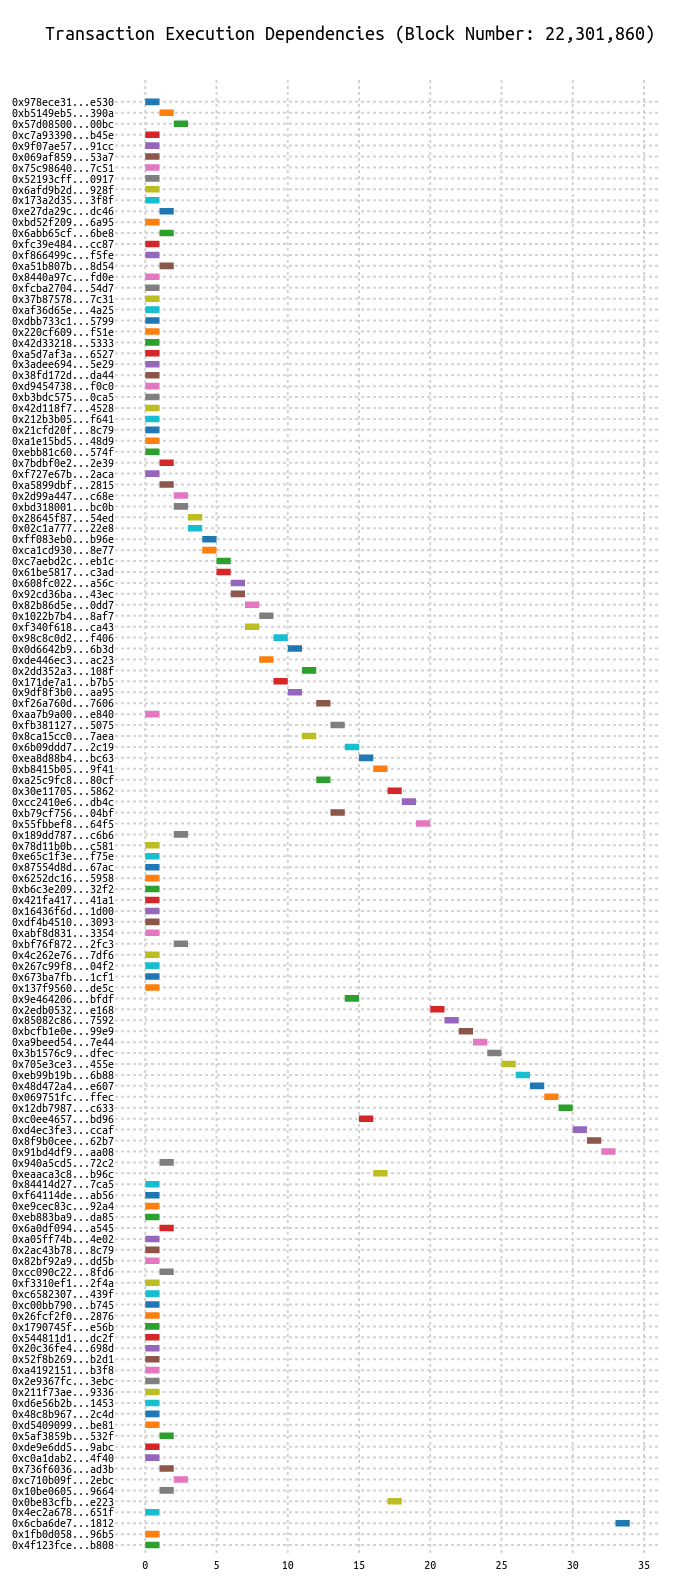 Transaction Execution Dependencies (Block Number: 22,301,860)
0x978ece31...e530
0xb5149eb5...390a
0x57d08500...00bc
0xc7a93390...b45e
0x9f07ae57...91cc
0x069af859...53a7
0x75c98640...7c51
0x52193cff...0917
0x6afd9b2d...928f
0x173a2d35...3f8f
0xe27da29c...dc46
0xbd52f209...6a95
0x6abb65cf...6be8
0xfc39e484...cc87
0xf866499c...f5fe
0xa51b807b...8d54
0x8440a97c...fd0e
0xfcba2704...54d7
0x37b87578...7c31
0xaf36d65e...4a25
0xdbb733c1...5799
0x220cf609...f51e
0x42d33218...5333
0xa5d7af3a...6527
0x3adee694...5e29
0x38fd172d...da44
0xd9454738...f0c0
0xb3bdc575...0ca5
0x42d118f7...4528
0x212b3b05...f641
0x21cfd20f...8c79
0xa1e15bd5...48d9
0xebb81c60...574f
0x7bdbf0e2...2e39
0xf727e67b...2aca
0xa5899dbf...2815
0x2d99a447...c68e
0xbd318001...bc0b
0x28645f87...54ed
0x02c1a777...22e8
0xff083eb0...b96e
0xca1cd930...8e77
0xc7aebd2c...eb1c
0x61be5817...c3ad
0x608fc022...a56c
0x92cd36ba...43ec
0x82b86d5e...0dd7
0x1022b7b4...8af7
0xf340f618...ca43
0x98c8c0d2...f406
0x0d6642b9...6b3d
0xde446ec3...ac23
0x2dd352a3...108f
0x171de7a1...b7b5
0x9df8f3b0...aa95
0xf26a760d...7606
0xaa7b9a00...e840
0xfb381127...5075
0x8ca15cc0...7aea
0x6b09ddd7...2c19
0xea8d88b4...bc63
0xb8415b05...9f41
0xa25c9fc8...80cf
0x30e11705...5862
0xcc2410e6...db4c
0xb79cf756...04bf
0x55fbbef8...64f5
0x189dd787...c6b6
0x78d11b0b...c581
0xe65c1f3e...f75e
0x87554d8d...67ac
0x6252dc16...5958
0xb6c3e209...32f2
0x421fa417...41a1
0x16436f6d...1d00
0xdf4b4510...3093
0xabf8d831...3354
0xbf76f872...2fc3
0x4c262e76...7df6
0x267c99f8...04f2
0x673ba7fb...1cf1
0x137f9560...de5c
0x9e464206...bfdf
0x2edb0532...e168
0x85082c86...7592
0xbcfb1e0e...99e9
0xa9beed54...7e44
0x3b1576c9...dfec
0x705e3ce3...455e
0xeb99b19b...6b88
0x48d472a4...e607
0x069751fc...ffec
0x12db7987...c633
0xc0ee4657...bd96
0xd4ec3fe3...ccaf
0x8f9b0cee...62b7
0x91bd4df9...aa08
0x940a5cd5...72c2
0xeaaca3c8...b96c
0x84414d27...7ca5
0xf64114de...ab56
0xe9cec83c...92a4
0xeb883ba9...da85
0x6a0df094...a545
0xa05ff74b...4e02
0x2ac43b78...8c79
0x82bf92a9...dd5b
0xcc090c22...8fd6
0xf3310ef1...2f4a
0xc6582307...439f
0xc00bb790...b745
0x26fcf2f0...2876
0x1790745f...e56b
0x544811d1...dc2f
0x20c36fe4...698d
0x52f8b269...b2d1
0xa4192151...b3f8
0x2e9367fc...3ebc
0x211f73ae...9336
0xd6e56b2b...1453
0x48c8b967...2c4d
0xd5409099...be81
0x5af3859b...532f
0xde9e6dd5...9abc
0xc0a1dab2...4f40
0x736f6036...ad3b
0xc710b09f...2ebc
0x10be0605...9664
0x0be83cfb...e223
0x4ec2a678...651f
0x6cba6de7...1812
0x1fb0d058...96b5
0x4f123fce...b808
0 5 10 15 20 25 30 35